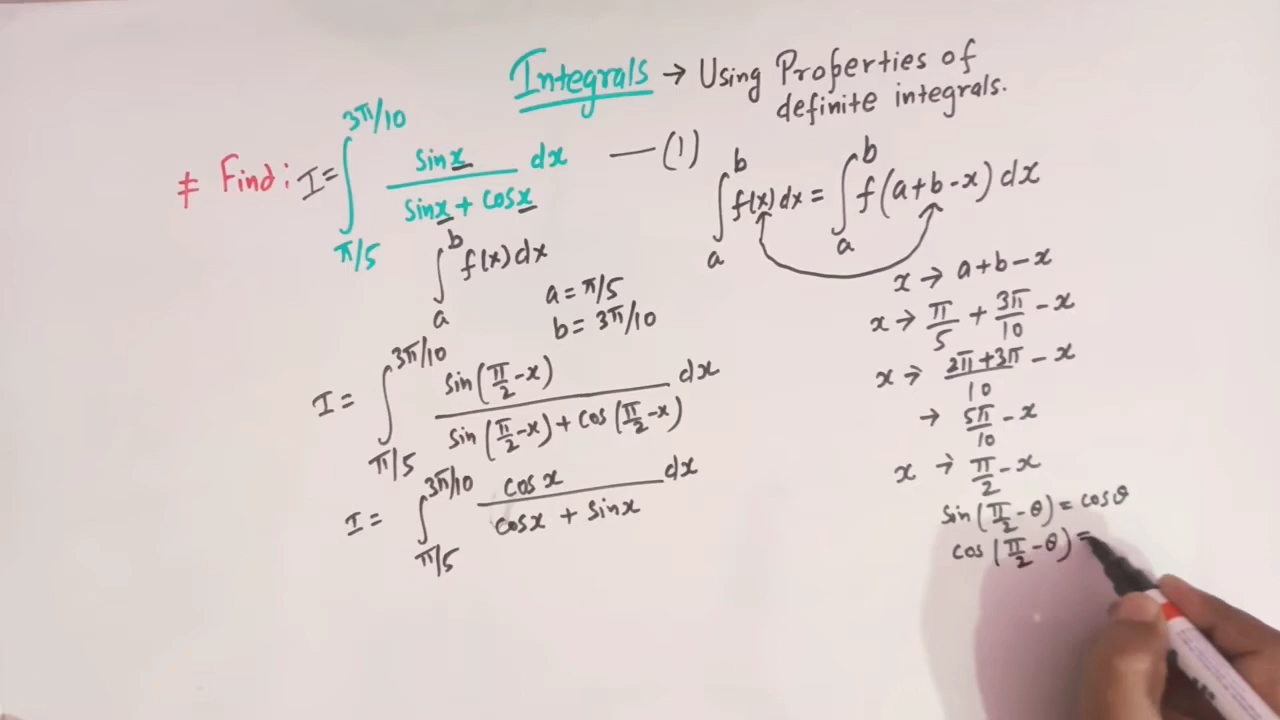 Integrals → Using Properties of
definite integrals.
≠ Find: I = ∫_{π/5}^{3π/10} sinx / (sinx + cosx) dx —(1)
∫_a^b f(x)dx = ∫_a^b f(a+b-x)dx
∫_a^b f(x)dx
a = π/5
b = 3π/10
I = ∫_{π/5}^{3π/10} sin(π/2 - x) / (sin(π/2 - x) + cos(π/2 - x)) dx
I = ∫_{π/5}^{3π/10} cosx / (cosx + sinx) dx
x → a+b-x
x → π/5 + 3π/10 - x
x → (2π+3π)/10 - x
→ 5π/10 - x
x → π/2 - x
sin(π/2 - θ) = cosθ
cos(π/2 - θ) =